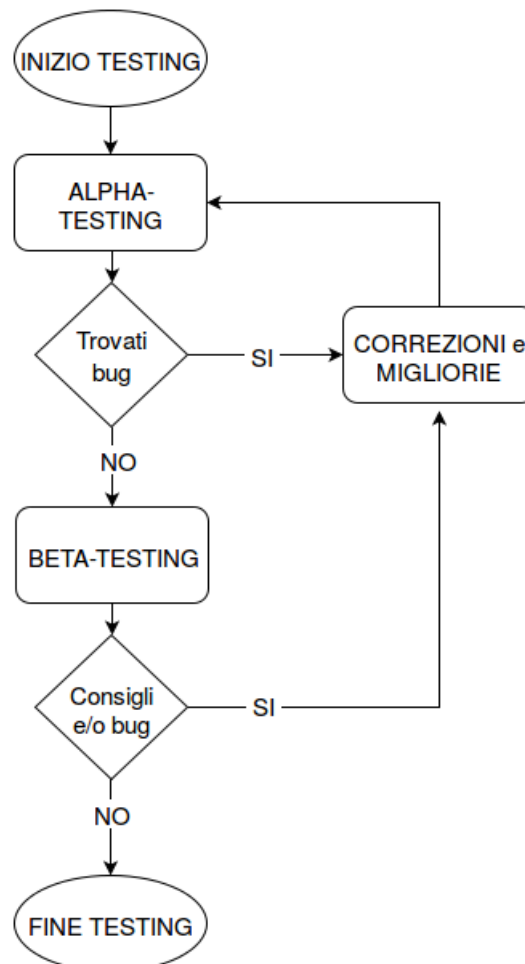 INIZIO TESTING
ALPHA-
TESTING
Trovati
bug
SI
CORREZIONI e
MIGLIORIE
NO
BETA-TESTING
Consigli
e/o bug
SI
NO
FINE TESTING